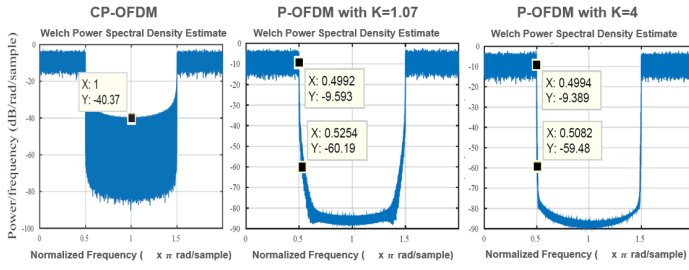 CP-OFDM
P-OFDM with K=1.07
P-OFDM with K=4
Welch Power Spectral Density Estimate
Welch Power Spectral Density Estimate
Welch Power Spectral Density Estimate
Power/frequency (dB/rad/sample)
0
-20
-40
-60
-80
-100
X: 1
Y: -40.37
0
0.5
1
1.5
Normalized Frequency ( x π rad/sample)
0
-10
-20
-30
-40
-50
-60
-70
-80
-90
X: 0.4992
Y: -9.593
X: 0.5254
Y: -60.19
0
0.5
1
1.5
Normalized Frequency ( x π rad/sample)
0
-10
-20
-30
-40
-50
-60
-70
-80
-90
X: 0.4994
Y: -9.389
X: 0.5082
Y: -59.48
0
0.5
1
1.5
Normalized Frequency ( x π rad/sample)